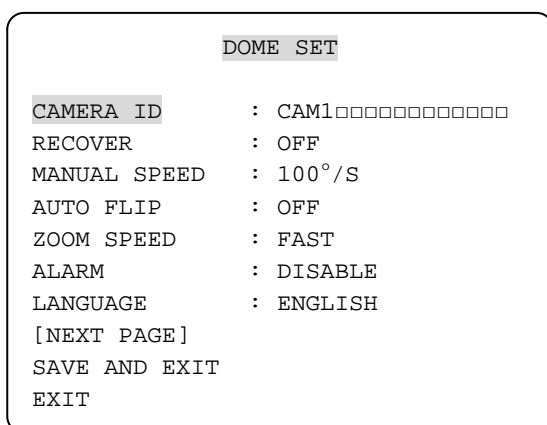 DOME SET
CAMERA ID : CAM1□□□□□□□□□□□□
RECOVER : OFF
MANUAL SPEED : 100°/S
AUTO FLIP : OFF
ZOOM SPEED : FAST
ALARM : DISABLE
LANGUAGE : ENGLISH
[NEXT PAGE]
SAVE AND EXIT
EXIT